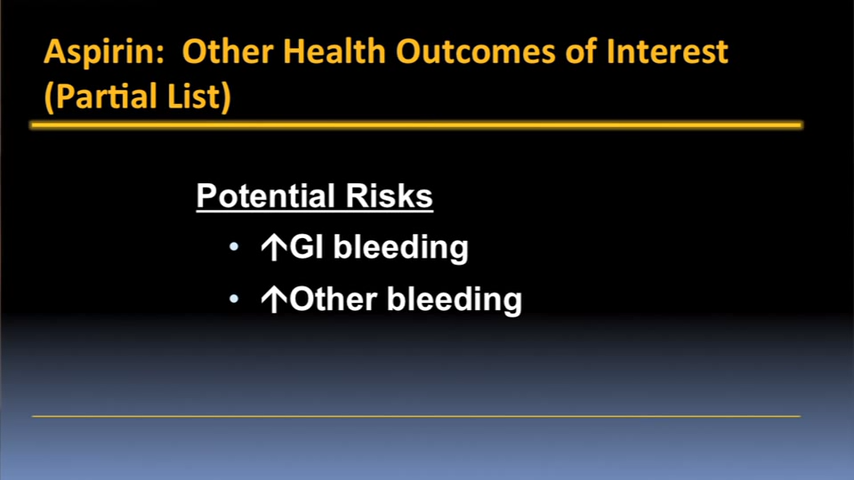 Aspirin: Other Health Outcomes of Interest
(Partial List)
Potential Risks
• ↑GI bleeding
• ↑Other bleeding